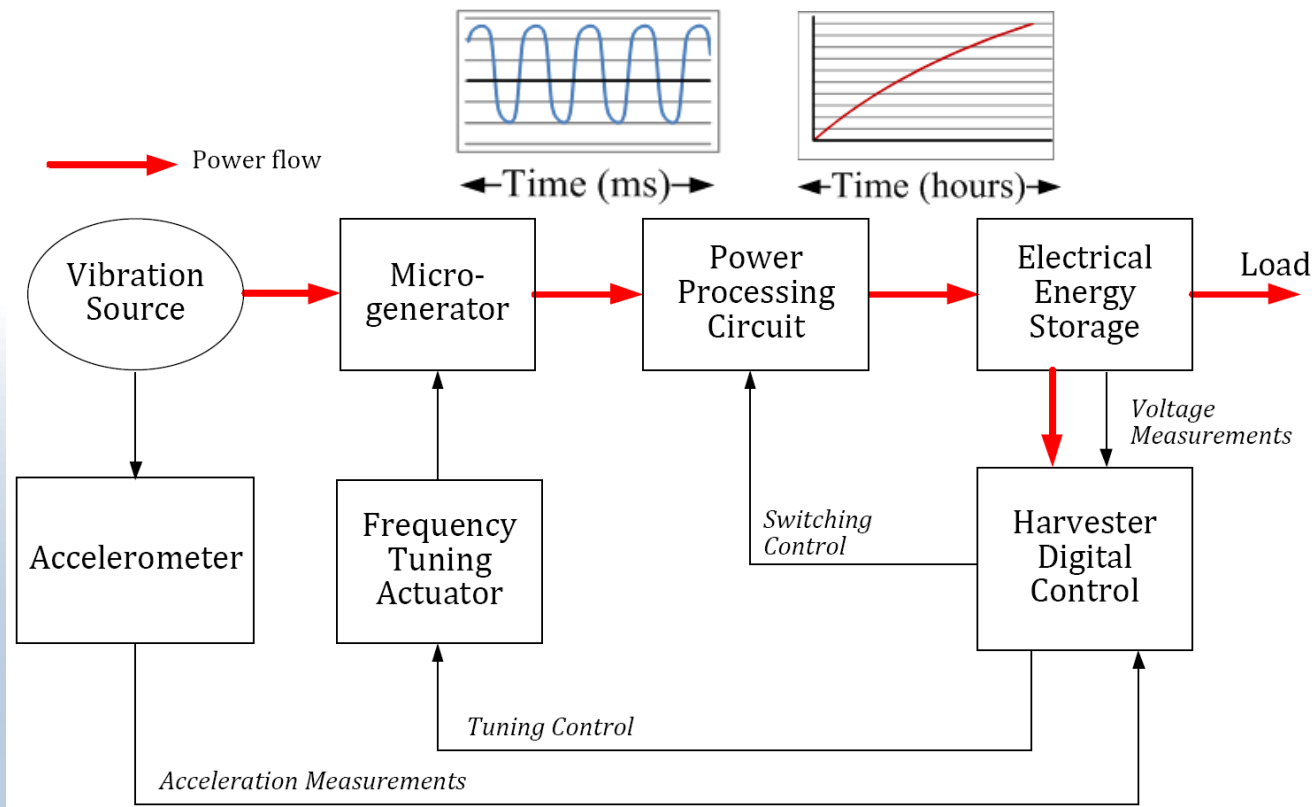 Time (ms)
Time (hours)
Power flow
Vibration
Source
Micro-
generator
Power
Processing
Circuit
Electrical
Energy
Storage
Load
Voltage
Measurements
Accelerometer
Frequency
Tuning
Actuator
Switching
Control
Harvester
Digital
Control
Tuning Control
Acceleration Measurements